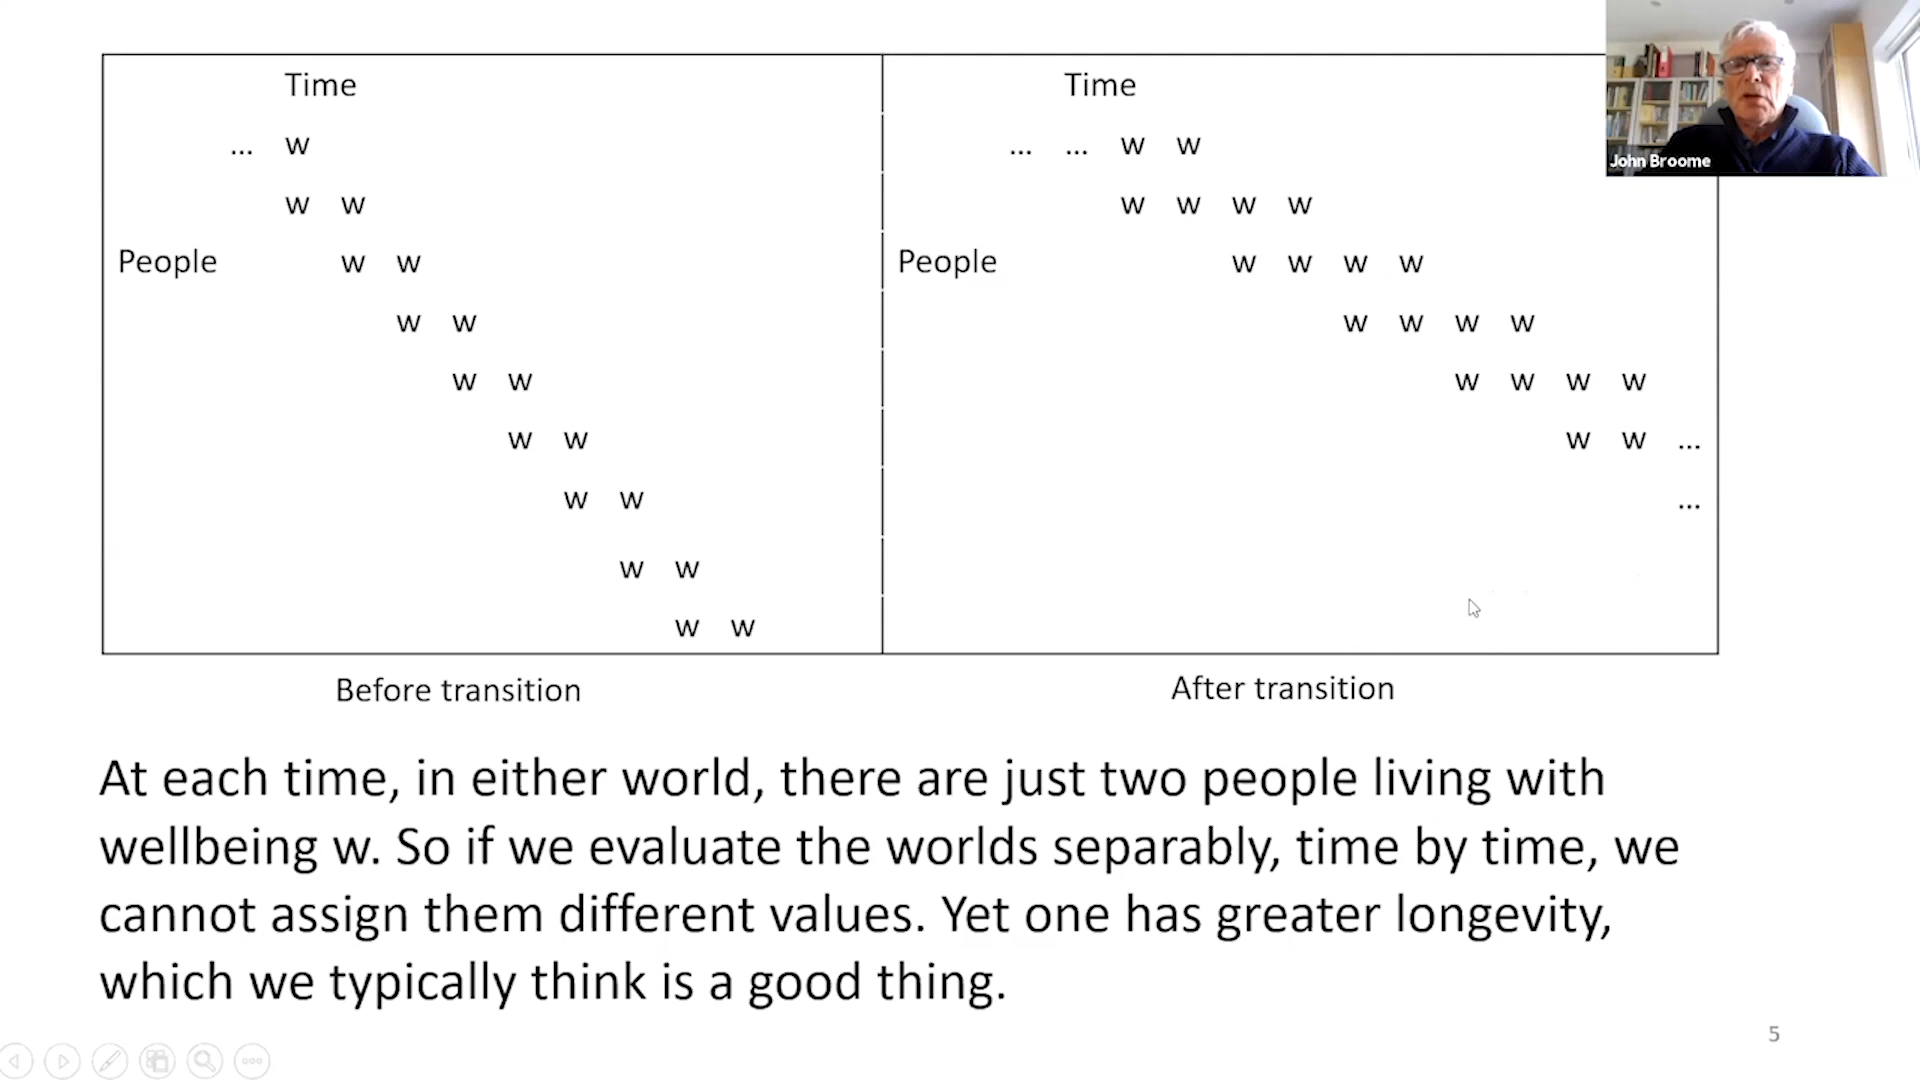 Time
... w
w w
People w w
w w
w w
w w
w w
w w
w w
Before transition
Time
... ... w w
w w w w
People w w w w
w w w w
w w w w
w w ...
...
After transition
John Broome
At each time, in either world, there are just two people living with
wellbeing w. So if we evaluate the worlds separably, time by time, we
cannot assign them different values. Yet one has greater longevity,
which we typically think is a good thing.
5